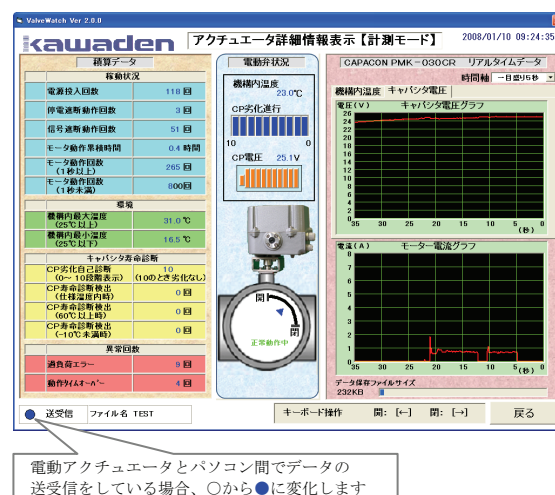 ValveWatch Ver 2.0.0
kawaden
アクチュエータ詳細情報表示【計測モード】
2008/01/10 09:24:35
積算データ
稼動状況
電源投入回数 118 回
停電遮断動作回数 3 回
信号遮断動作回数 51 回
モータ動作累積時間 0.4 時間
モータ動作回数
(1秒以上) 265 回
モータ動作回数
(1秒未満) 800回
環境
機構内最大温度
(25℃以上) 31.0 ℃
機構内最小温度
(25℃以下) 16.5 ℃
キャパシタ寿命診断
CP劣化自己診断 10
(0~ 10段階表示) (10のとき劣化なし)
CP寿命診断検出
(仕様温度内時) 0 回
CP寿命診断検出
(60℃以上時) 0 回
CP寿命診断検出
(-10℃未満時) 0 回
異常回数
過負荷エラー 9 回
動作タイムオーバー 4 回
電動弁状況
機構内温度
23.0℃
CP劣化進行
10 0
CP電圧 25.1V
開
閉
正常動作中
CAPACON PMK-030CR リアルタイムデータ
時間軸 一目盛り5秒
機構内温度 キャパシタ電圧
電圧(V) キャパシタ電圧グラフ
26
24
22
20
18
16
14
12
10
8
6
4
2
0
35 30 25 20 15 10 5 0
(秒)
電流(A) モーター電流グラフ
8
7
6
5
4
3
2
1
0
35 30 25 20 15 10 5 0
(秒)
データ保存ファイルサイズ
232KB
送受信 ファイル名 TEST
キーボード操作 開: [←] 閉: [→]
戻る
電動アクチュエータとパソコン間でデータの
送受信をしている場合、○から●に変化します